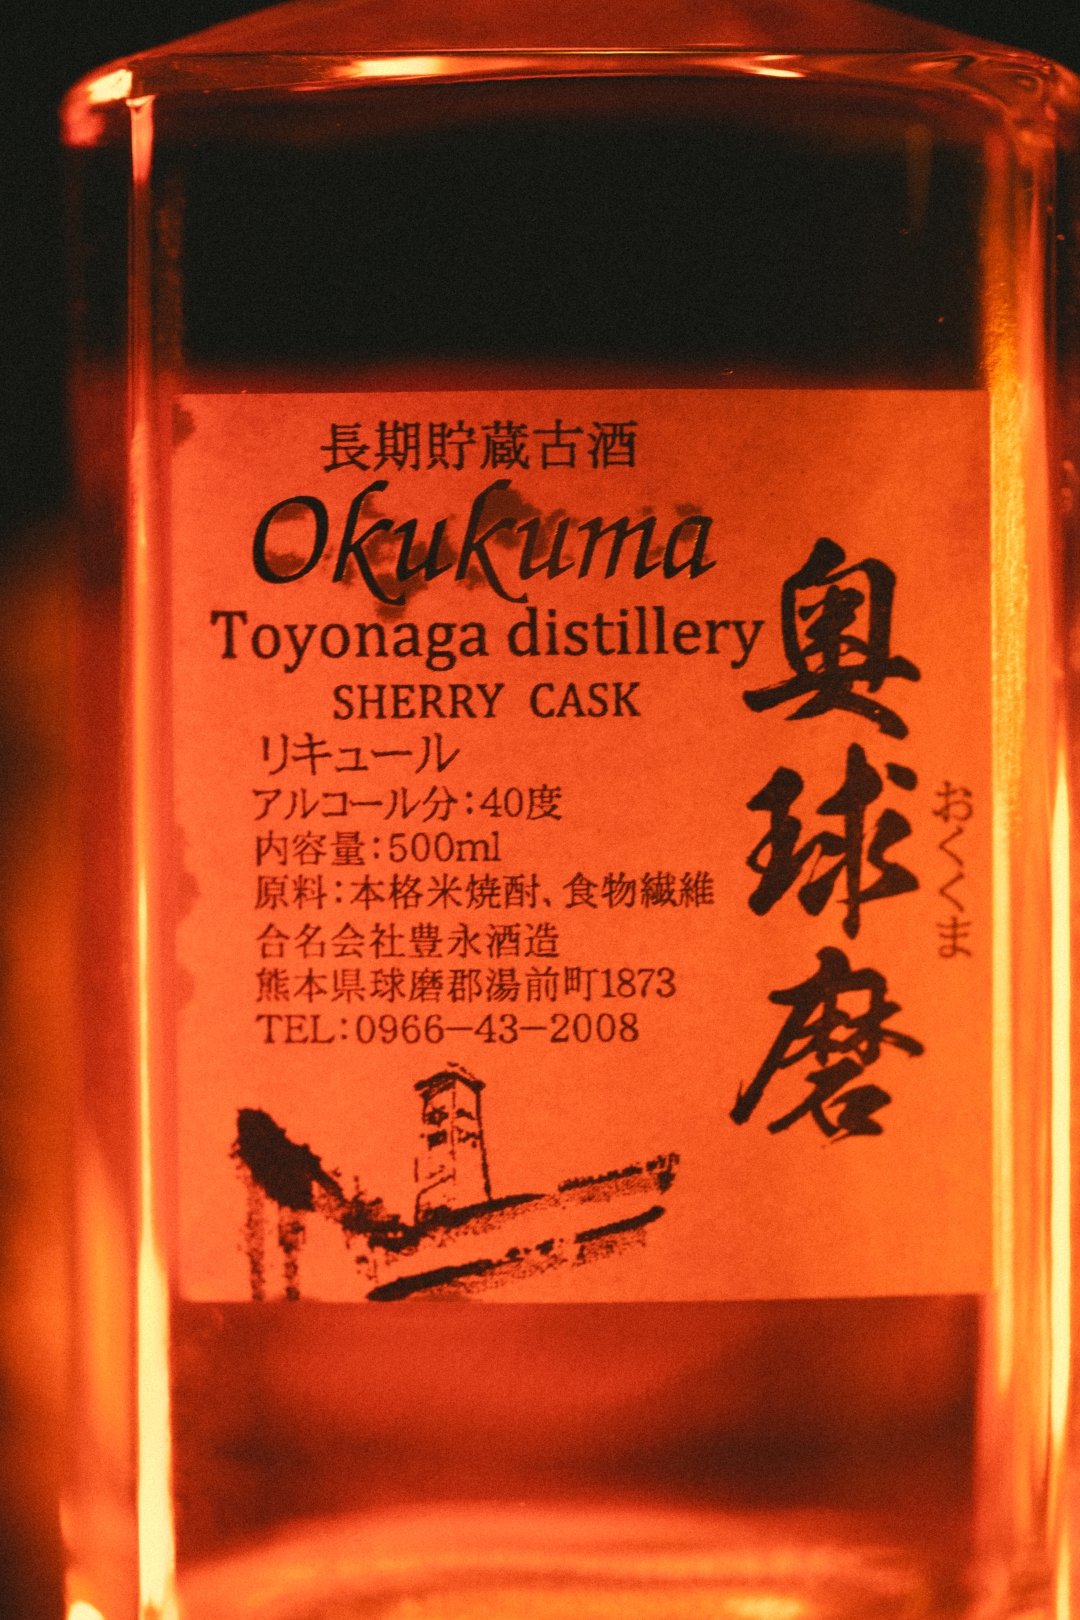 長期貯蔵古酒
Okukuma
Toyonaga distillery
SHERRY CASK
リキュール
アルコール分：40度
内容量：500ml
原料：本格米焼酎、食物繊維
合名会社豊永酒造
熊本県球磨郡湯前町1873
TEL：0966－43－2008
奥球磨
おくくま